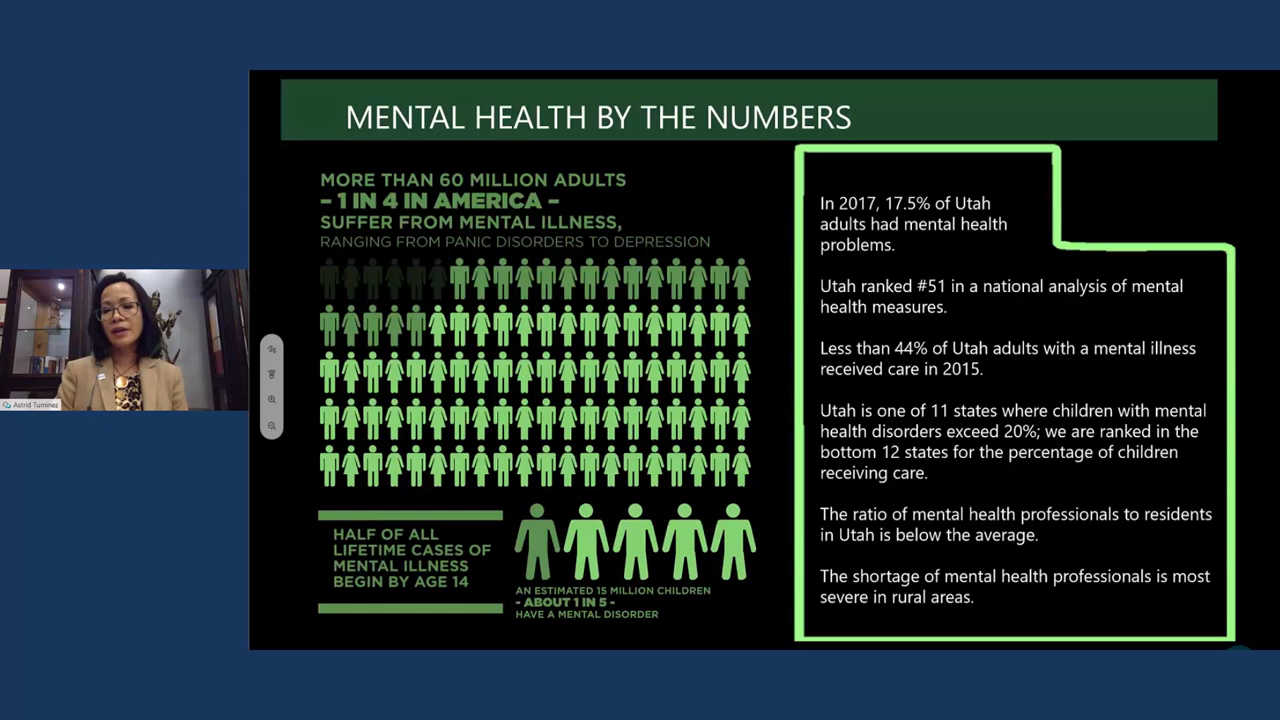 MENTAL HEALTH BY THE NUMBERS
MORE THAN 60 MILLION ADULTS
– 1 IN 4 IN AMERICA –
SUFFER FROM MENTAL ILLNESS,
RANGING FROM PANIC DISORDERS TO DEPRESSION
HALF OF ALL
LIFETIME CASES OF
MENTAL ILLNESS
BEGIN BY AGE 14
AN ESTIMATED 15 MILLION CHILDREN
- ABOUT 1 IN 5 -
HAVE A MENTAL DISORDER
In 2017, 17.5% of Utah
adults had mental health
problems.
Utah ranked #51 in a national analysis of mental
health measures.
Less than 44% of Utah adults with a mental illness
received care in 2015.
Utah is one of 11 states where children with mental
health disorders exceed 20%; we are ranked in the
bottom 12 states for the percentage of children
receiving care.
The ratio of mental health professionals to residents
in Utah is below the average.
The shortage of mental health professionals is most
severe in rural areas.
Astrid Tuminez